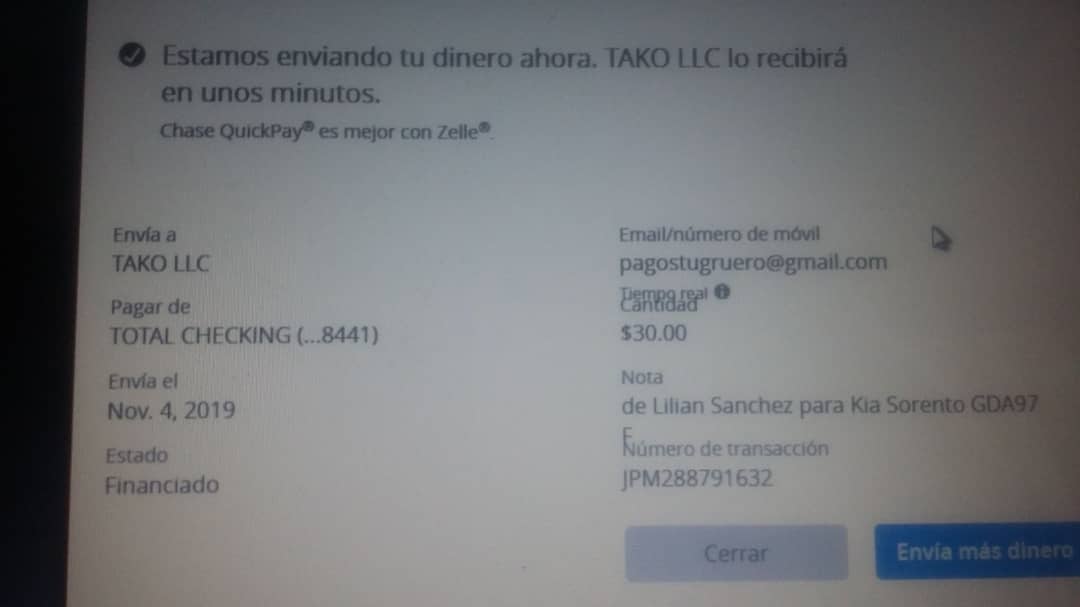 Estamos enviando tu dinero ahora. TAKO LLC lo recibirá
en unos minutos.
Chase QuickPay® es mejor con Zelle®.
Envía a
TAKO LLC
Pagar de
TOTAL CHECKING (...8441)
Envía el
Nov. 4, 2019
Estado
Financiado
Email/número de móvil
pagostugruero@gmail.com
Tiempo real
Cantidad
$30.00
Nota
de Lilian Sanchez para Kia Sorento GDA97
F
Número de transacción
JPM288791632
Cerrar
Envía más dinero